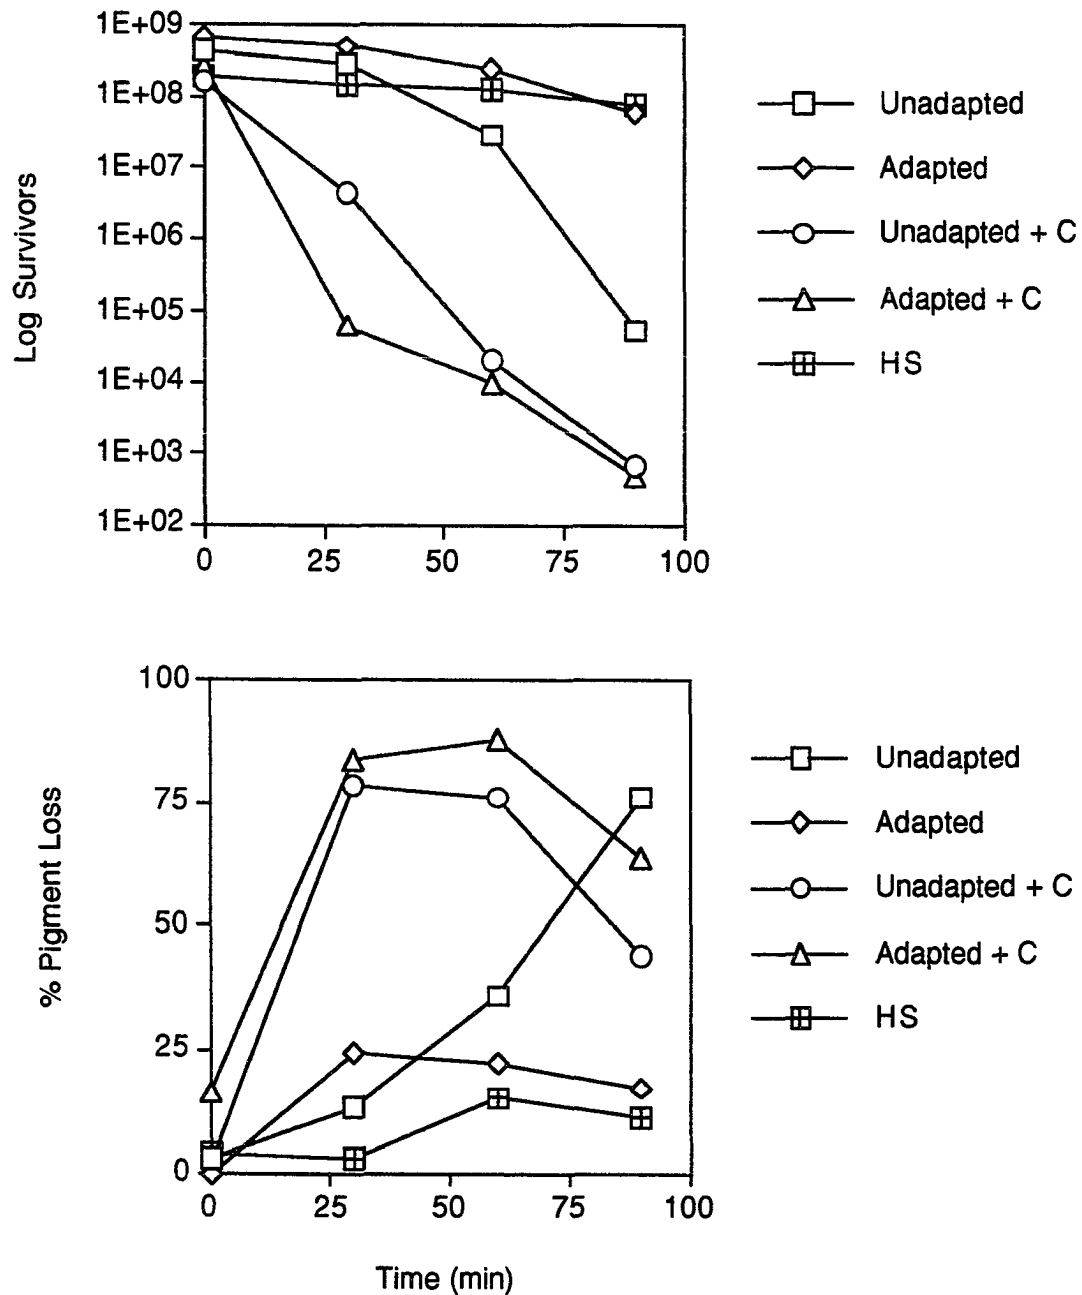 1E+09
1E+08
1E+07
1E+06
1E+05
1E+04
1E+03
1E+02
Log Survivors
0 25 50 75 100
Unadapted
Adapted
Unadapted + C
Adapted + C
HS
100
75
50
25
0
% Pigment Loss
0 25 50 75 100
Time (min)
Unadapted
Adapted
Unadapted + C
Adapted + C
HS